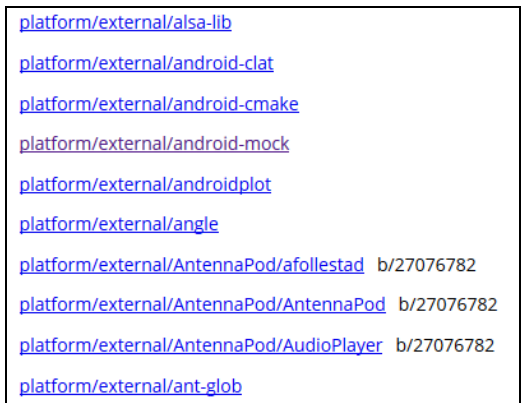 platform/external/alsa-lib
platform/external/android-clat
platform/external/android-cmake
platform/external/android-mock
platform/external/androidplot
platform/external/angle
platform/external/AntennaPod/afollestad b/27076782
platform/external/AntennaPod/AntennaPod b/27076782
platform/external/AntennaPod/AudioPlayer b/27076782
platform/external/ant-glob